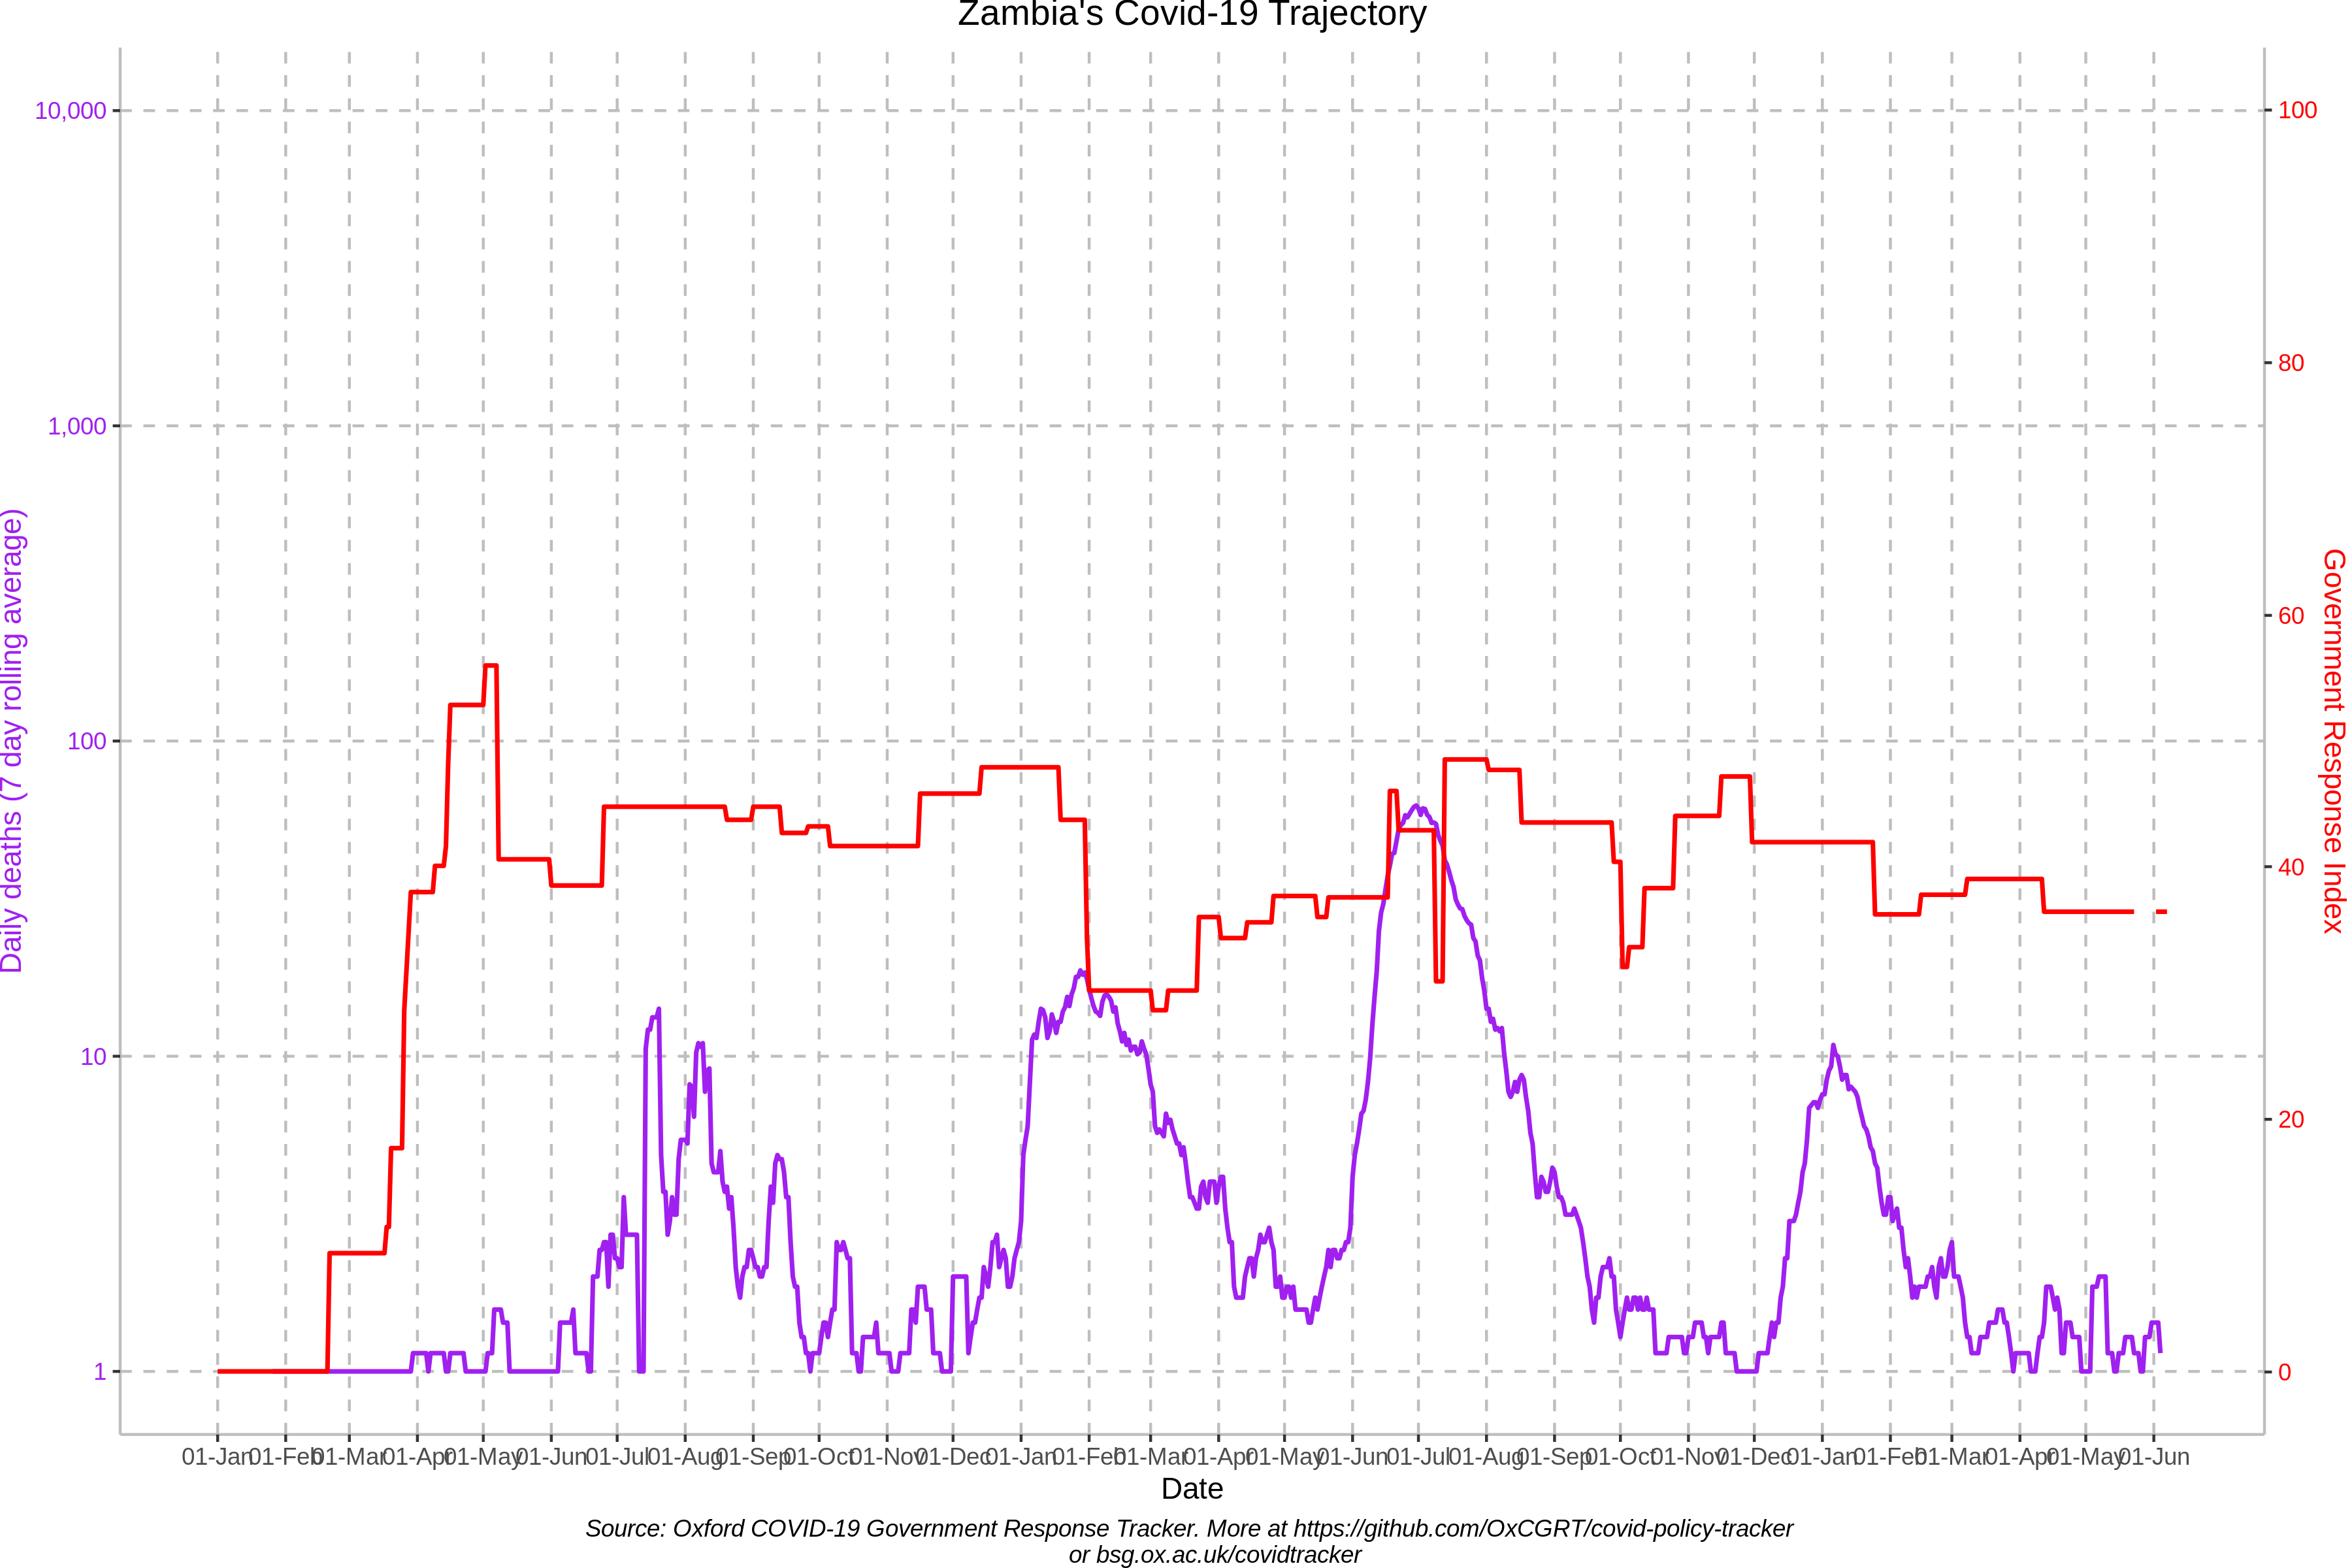 Zambia's Covid-19 Trajectory
10,000
1,000
100
10
1
Daily deaths (7 day rolling average)
100
80
60
40
20
0
Government Response Index
01-Jan 01-Feb 01-Mar 01-Apr 01-May 01-Jun 01-Jul 01-Aug 01-Sep 01-Oct 01-Nov 01-Dec 01-Jan 01-Feb 01-Mar 01-Apr 01-May 01-Jun 01-Jul 01-Aug 01-Sep 01-Oct 01-Nov 01-Dec 01-Jan 01-Feb 01-Mar 01-Apr 01-May 01-Jun
Date
Source: Oxford COVID-19 Government Response Tracker. More at https://github.com/OxCGRT/covid-policy-tracker
or bsg.ox.ac.uk/covidtracker